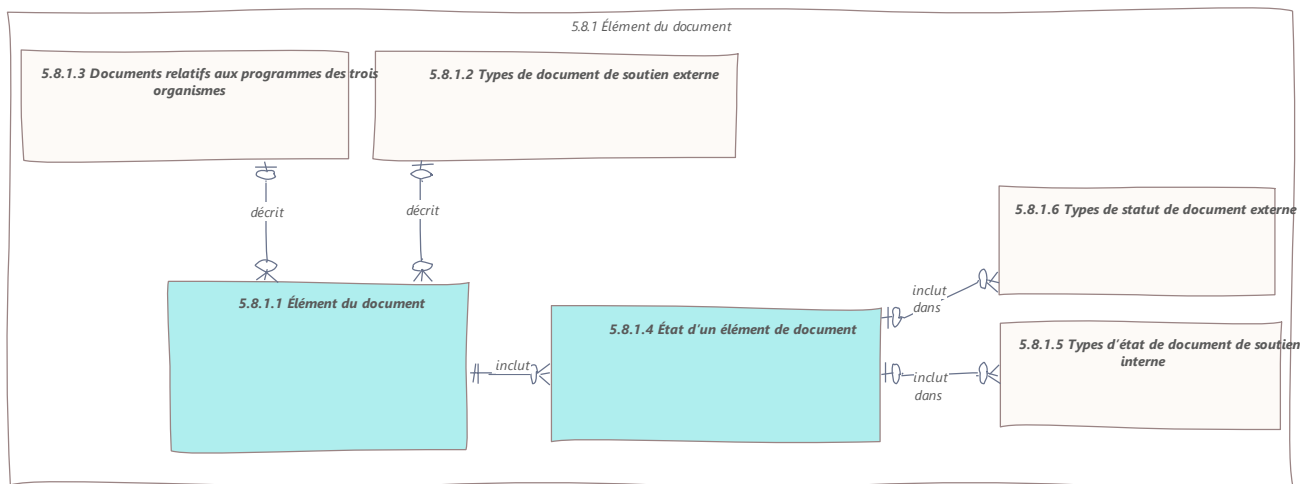 5.8.1 Élément du document
5.8.1.3 Documents relatifs aux programmes des trois
organismes
5.8.1.2 Types de document de soutien externe
décrit
décrit
5.8.1.6 Types de statut de document externe
5.8.1.1 Élément du document
inclut
dans
5.8.1.4 État d'un élément de document
5.8.1.5 Types d'état de document de soutien
interne
inclut
inclut
dans